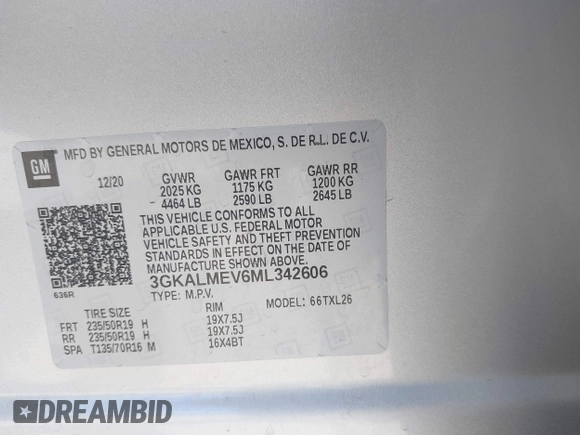 GM
MFD BY GENERAL MOTORS DE MEXICO, S. DE R.L. DE C.V.
12/20 GVWR GAWR FRT GAWR RR
2025 KG 1175 KG 1200 KG
4464 LB 2590 LB 2645 LB
THIS VEHICLE CONFORMS TO ALL
APPLICABLE U.S. FEDERAL MOTOR
VEHICLE SAFETY AND THEFT PREVENTION
STANDARDS IN EFFECT ON THE DATE OF
MANUFACTURE SHOWN ABOVE.
636R 3GKALMEV6ML342606
TYPE: M.P.V. MODEL: 66TXL26
TIRE SIZE RIM
FRT 235/50R19 H 19X7.5J
RR 235/50R19 H 19X7.5J
SPA T135/70R16 M 16X4BT
DREAMBID